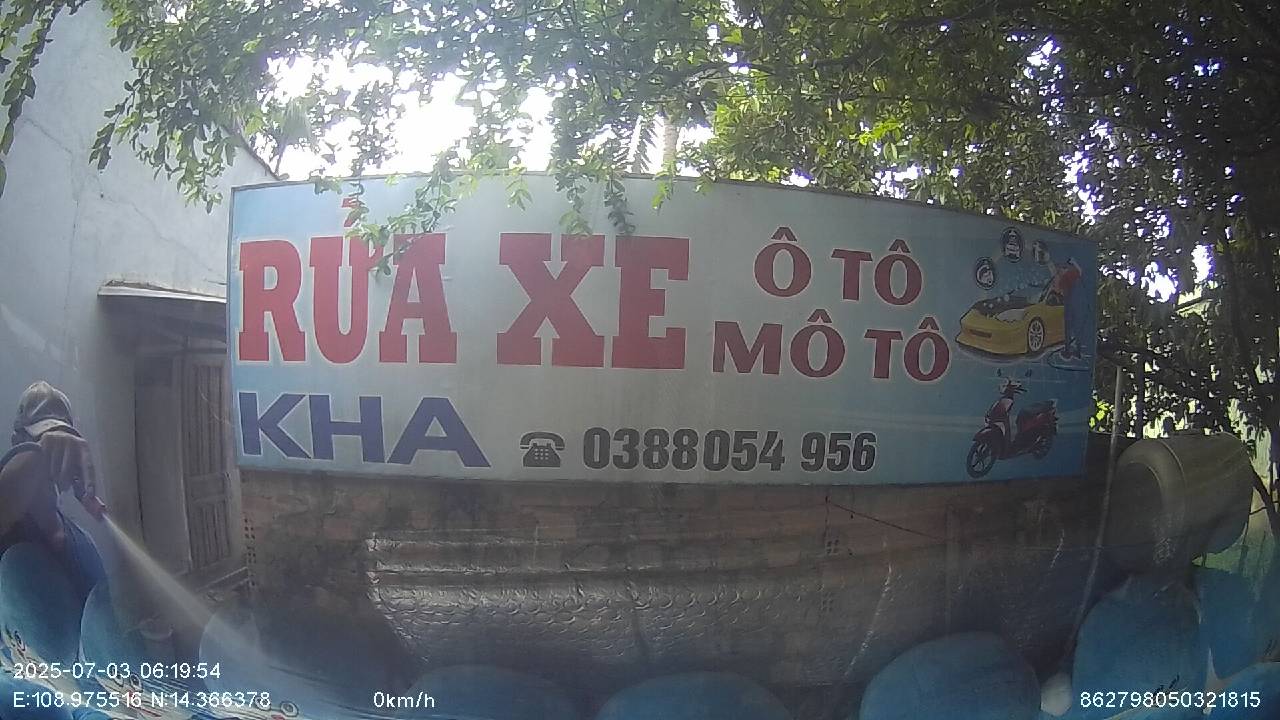 RỬA XE Ô TÔ
MÔ TÔ
KHA ☎ 0388054 956
2025-07-03 06:19:54
E:108.975516 N:14.366378 0km/h 862798050321815